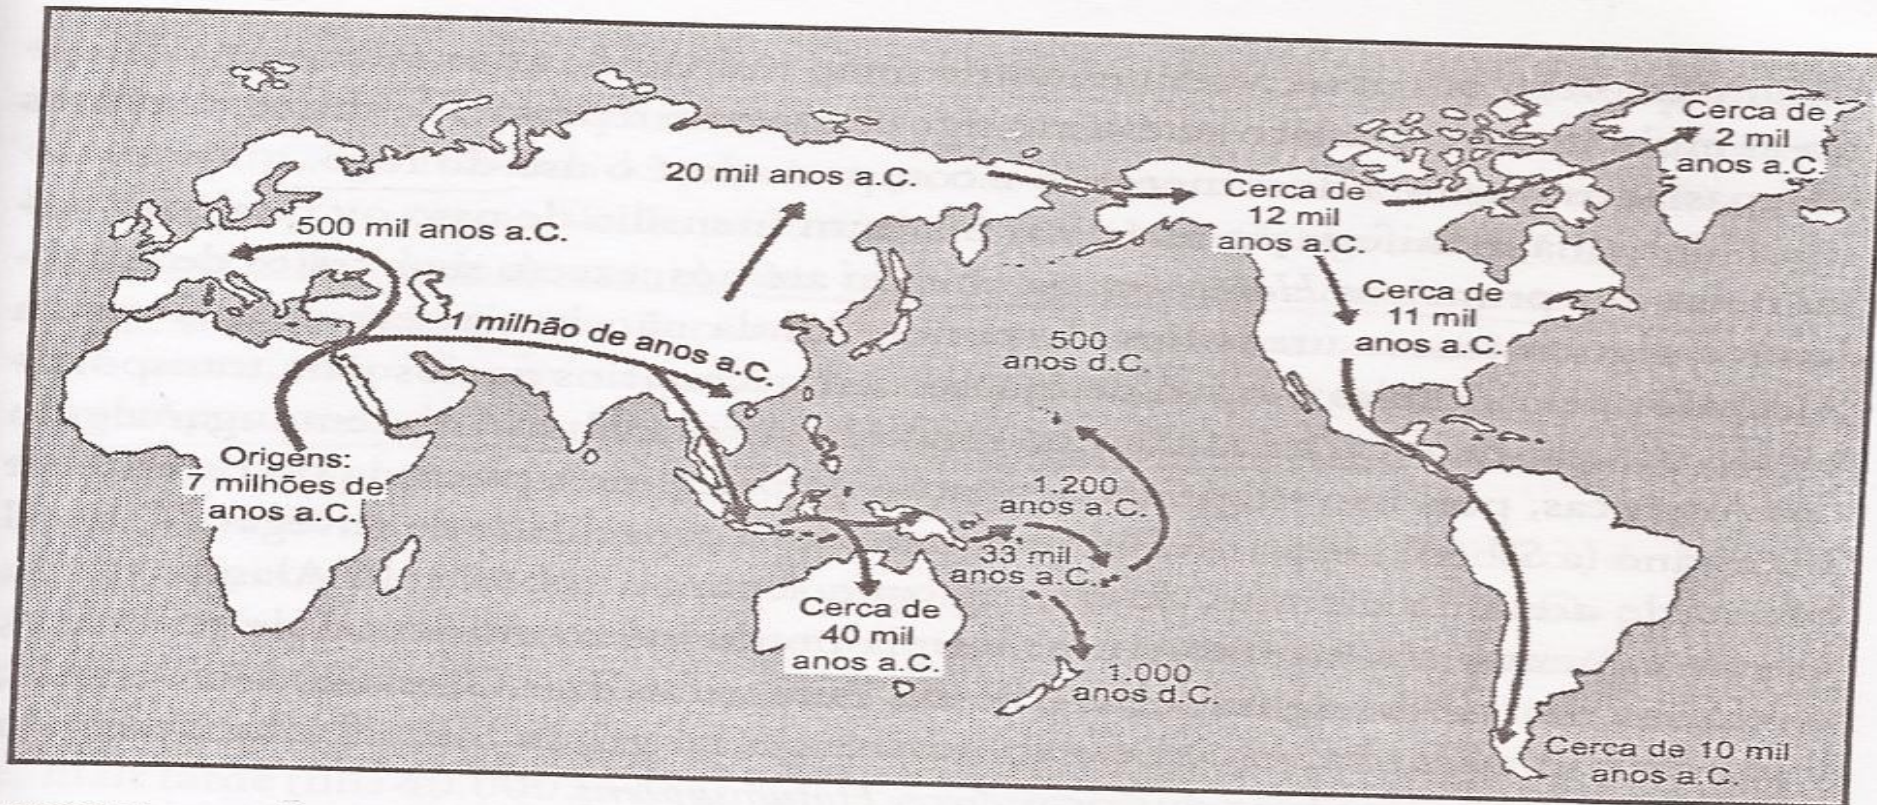 Cerca de
2 mil
anos a.C.
20 mil anos a.C.
Cerca de
12 mil
anos a.C.
500 mil anos a.C.
Cerca de
11 mil
anos a.C.
1 milhão de anos a.C.
500
anos d.C.
Origens:
7 milhões de
anos a.C.
1.200
anos a.C.
33 mil
anos a.C.
Cerca de
40 mil
anos a.C.
1.000
anos d.C.
Cerca de 10 mil
anos a.C.